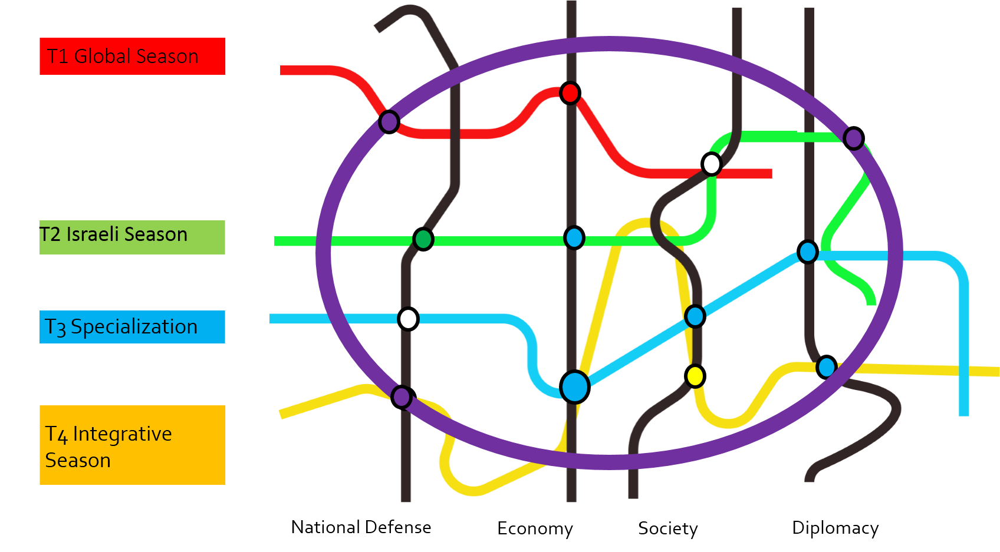 T1 Global Season
T2 Israeli Season
T3 Specialization
T4 Integrative
Season
National Defense
Economy
Society
Diplomacy